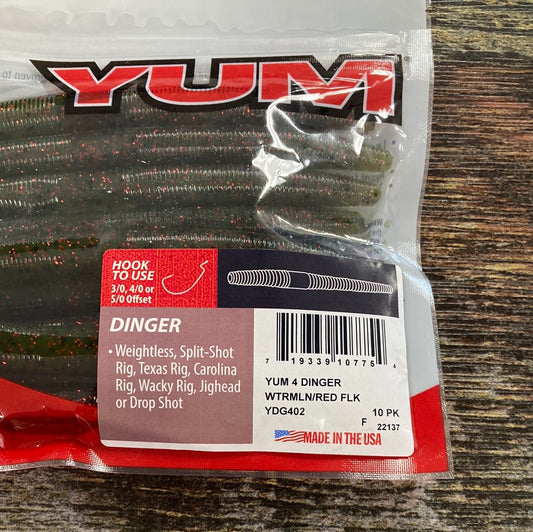 YUM
HOOK
TO USE
3/0, 4/0 or
5/0 Offset
DINGER
• Weightless, Split-Shot
Rig, Texas Rig, Carolina
Rig, Wacky Rig, Jighead
or Drop Shot
7 19339 10775 4
YUM 4 DINGER
WTRMLN/RED FLK
YDG402
10 PK
F 22137
MADE IN THE USA